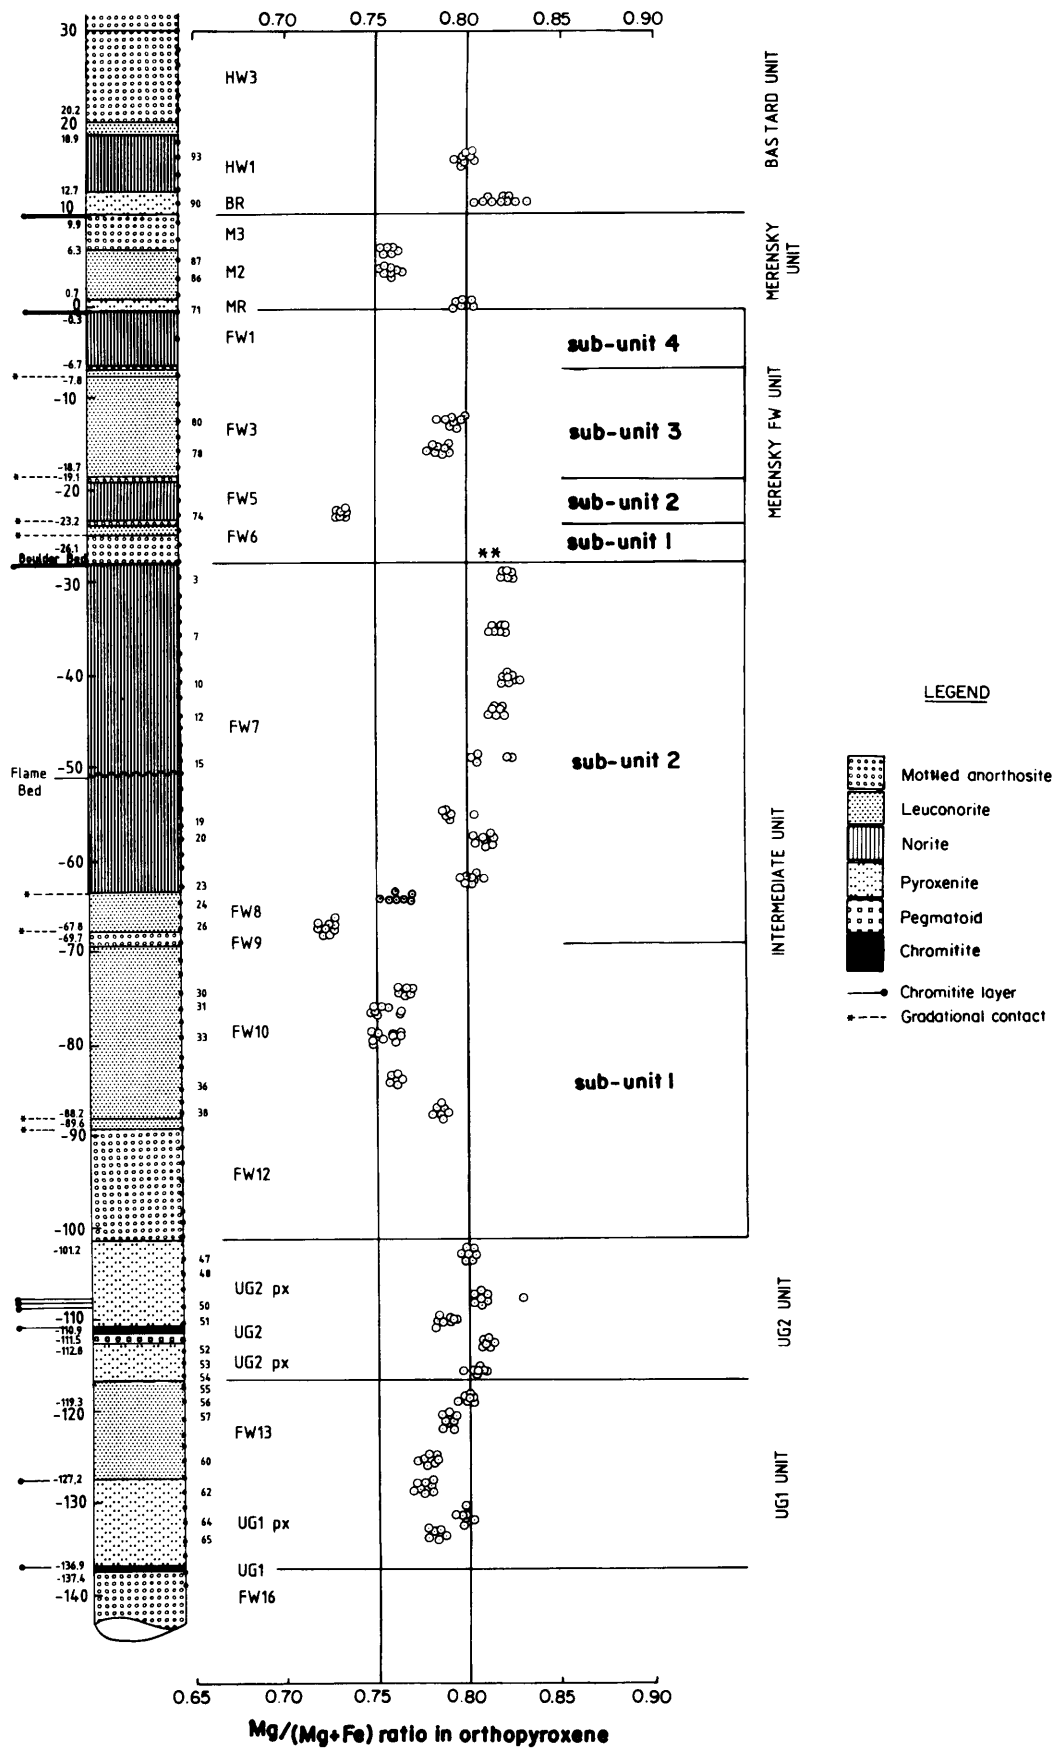 0.70 0.75 0.80 0.85 0.90
30
HW3
20.2
20
18.9
93
HW1
12.7
10
90
BR
BASTARD UNIT
9.9
M3
6.3
87
M2
86
0.7
0
71
MR
MERENSKY
UNIT
-0.3
FW1
sub-unit 4
-6.7
-7.8
-10
80
FW3
sub-unit 3
78
-18.7
-19.1
-20
FW5
sub-unit 2
74
-23.2
FW6
sub-unit 1
-26.1
**
MERENSKY FW UNIT
Boulder Bed
-30
3
7
-40
10
12
FW7
15
sub-unit 2
-50
Flame
Bed
19
20
-60
23
24
FW8
26
-67.8
-69.7
FW9
-70
30
31
FW10
33
-80
sub-unit 1
36
38
-88.2
-89.6
-90
FW12
-100
INTERMEDIATE UNIT
-101.2
47
48
UG2 px
50
51
-110
-110.9
UG2
-111.5
-112.8
52
53
UG2 px
54
UG2 UNIT
55
56
-119.3
57
-120
FW13
60
-127.2
62
-130
64
UG1 px
65
UG1 UNIT
-136.9
UG1
-137.4
FW16
-140
0.65 0.70 0.75 0.80 0.85 0.90
Mg/(Mg+Fe) ratio in orthopyroxene
LEGEND
Mottled anorthosite
Leuconorite
Norite
Pyroxenite
Pegmatoid
Chromitite
Chromitite layer
Gradational contact